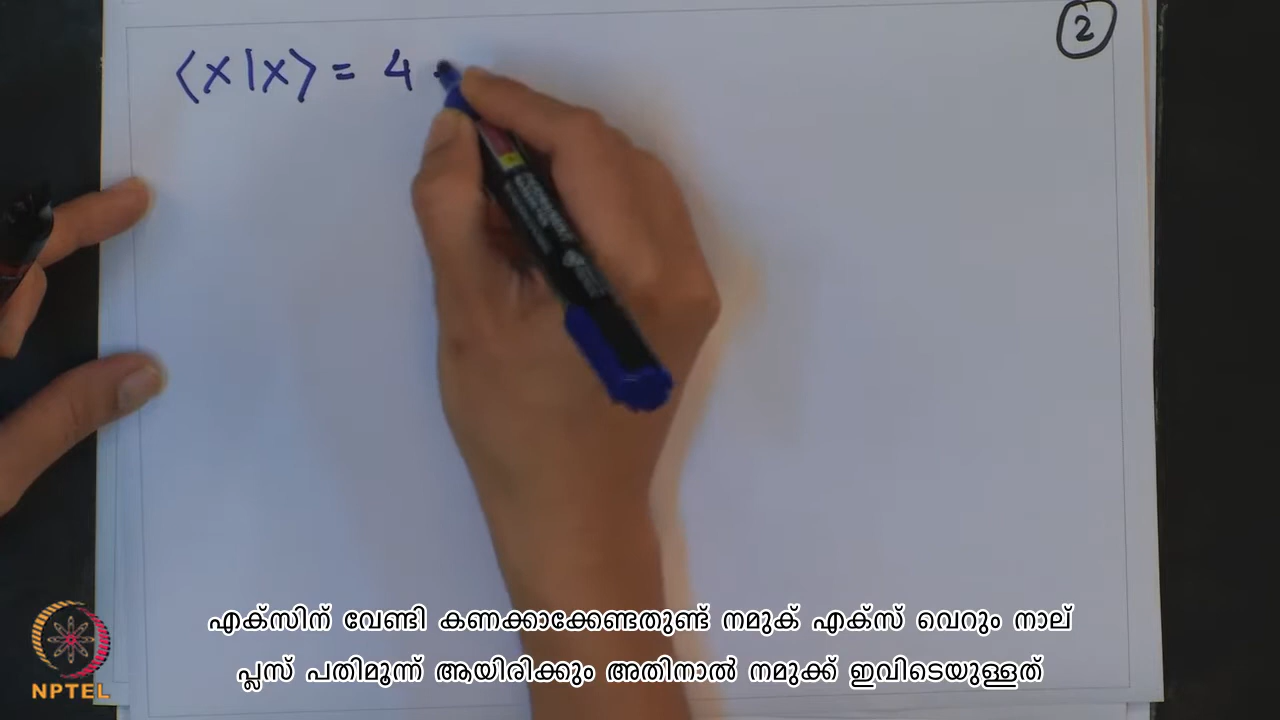 2
⟨x|x⟩ = 4
എക്സിന് വേണ്ടി കണക്കാക്കേണ്ടതുണ്ട് നമുക് എക്സ് വെറും നാല്
പ്ലസ് പതിമൂന്ന് ആയിരിക്കും അതിനാൽ നമുക്ക് ഇവിടെയുള്ളത്
NPTEL